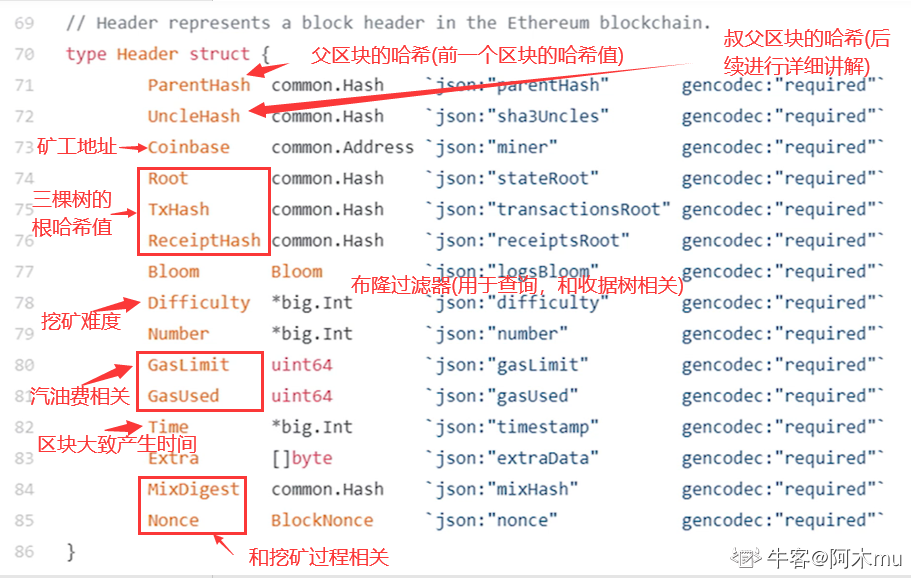 69 // Header represents a block header in the Ethereum blockchain.
70 type Header struct {
父区块的哈希(前一个区块的哈希值)
叔父区块的哈希(后
续进行详细讲解)
71 ParentHash common.Hash `json:"parentHash" gencodec:"required"`
72 UncleHash common.Hash `json:"sha3Uncles" gencodec:"required"`
73 矿工地址 Coinbase common.Address `json:"miner" gencodec:"required"`
74 Root common.Hash `json:"stateRoot" gencodec:"required"`
三棵树的
根哈希值
75 TxHash common.Hash `json:"transactionsRoot" gencodec:"required"`
76 ReceiptHash common.Hash `json:"receiptsRoot" gencodec:"required"`
77 Bloom Bloom `json:"logsBloom" gencodec:"required"`
布隆过滤器(用于查询，和收据树相关)
78 Difficulty *big.Int `json:"difficulty" gencodec:"required"`
挖矿难度
79 Number *big.Int `json:"number" gencodec:"required"`
80 GasLimit uint64 `json:"gasLimit" gencodec:"required"`
81 GasUsed uint64 `json:"gasUsed" gencodec:"required"`
汽油费相关
82 Time *big.Int `json:"timestamp" gencodec:"required"`
区块大致产生时间
83 Extra []byte `json:"extraData" gencodec:"required"`
84 MixDigest common.Hash `json:"mixHash" gencodec:"required"`
85 Nonce BlockNonce `json:"nonce" gencodec:"required"`
86 }
和挖矿过程相关
牛客@阿木mu